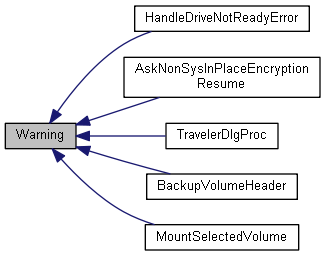 HandleDriveNotReadyError
AskNonSysInPlaceEncryption
Resume
Warning
TravelerDlgProc
BackupVolumeHeader
MountSelectedVolume